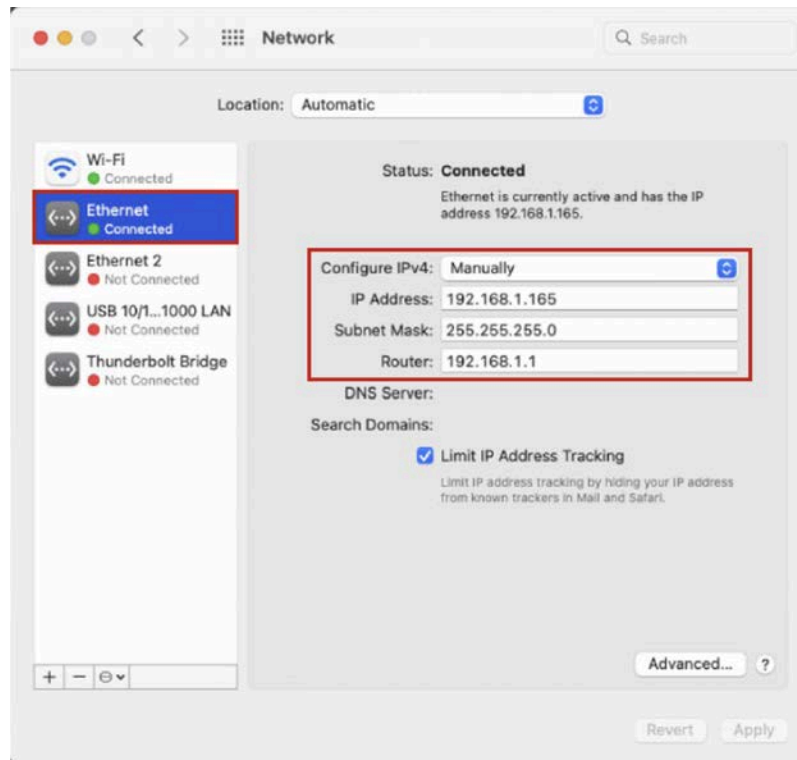 Network
Search
Location: Automatic
Wi-Fi
Connected
Ethernet
Connected
Ethernet 2
Not Connected
USB 10/1...1000 LAN
Not Connected
Thunderbolt Bridge
Not Connected
Status: Connected
Ethernet is currently active and has the IP
address 192.168.1.165.
Configure IPv4: Manually
IP Address: 192.168.1.165
Subnet Mask: 255.255.255.0
Router: 192.168.1.1
DNS Server:
Search Domains:
Limit IP Address Tracking
Limit IP address tracking by hiding your IP address
from known trackers in Mail and Safari.
Advanced... ?
Revert Apply